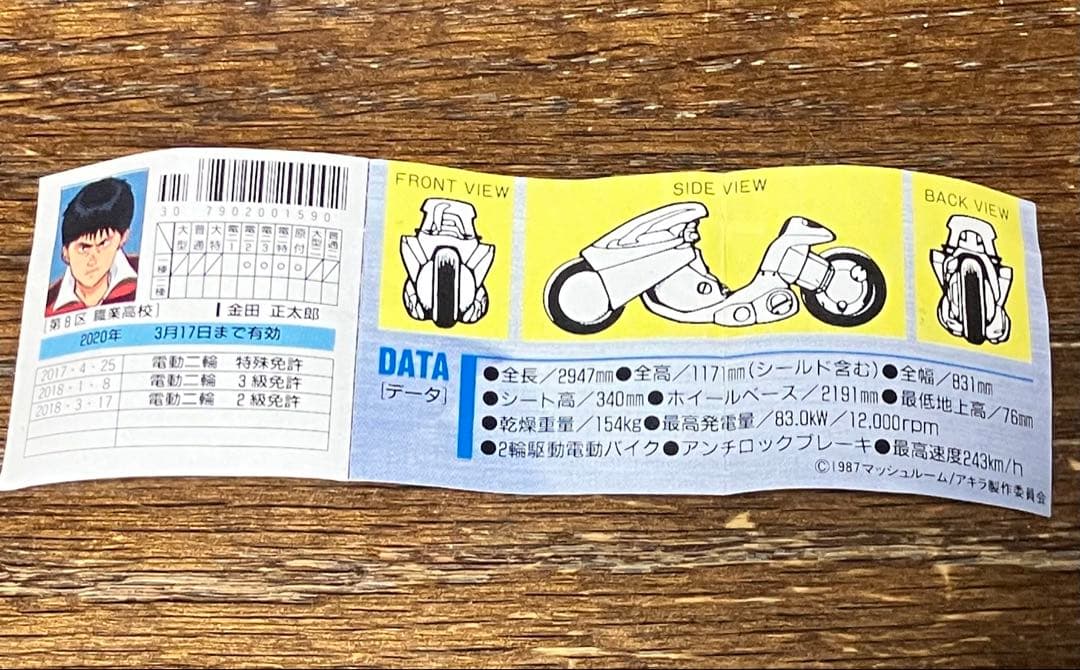 30 7902001590
大型 普通 大特 電1 電2 電3 電特 原付 大型二 普通二
一種 ○ ○ ○ ○
二種
[第8区 職業高校]
金田 正太郎
2020年 3月17日まで有効
2017・4・25 電動二輪 特殊免許
2018・1・8 電動二輪 3級免許
2018・3・17 電動二輪 2級免許
FRONT VIEW
SIDE VIEW
BACK VIEW
DATA
[データ]
●全長/2947mm●全高/1171mm(シールド含む)●全幅/831mm
●シート高/340mm●ホイールベース/2191mm●最低地上高/76mm
●乾燥重量/154kg●最高発電量/83.0kW/12,000rpm
●2輪駆動電動バイク●アンチロックブレーキ●最高速度243km/h
©1987マッシュルーム/アキラ製作委員会